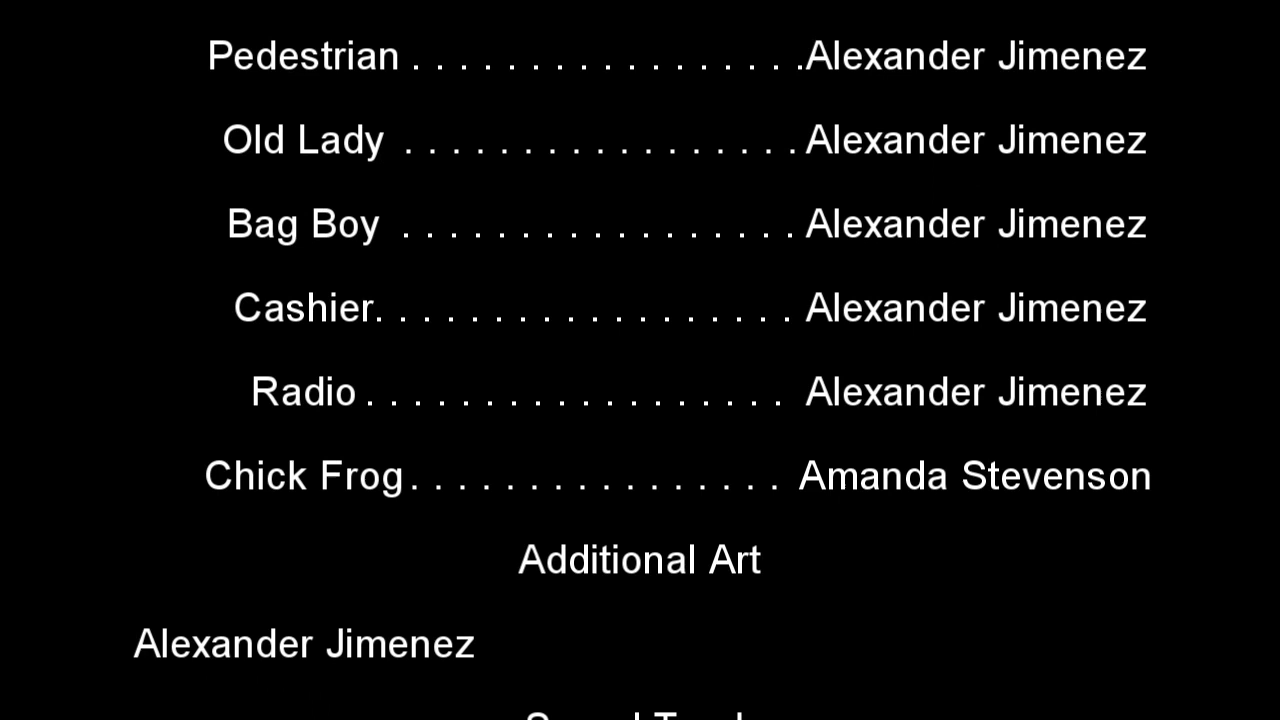 Pedestrian . . . . . . . . . . . . . . . . .Alexander Jimenez
Old Lady . . . . . . . . . . . . . . . . . Alexander Jimenez
Bag Boy . . . . . . . . . . . . . . . . . Alexander Jimenez
Cashier. . . . . . . . . . . . . . . . . . Alexander Jimenez
Radio . . . . . . . . . . . . . . . . . . Alexander Jimenez
Chick Frog. . . . . . . . . . . . . . . . Amanda Stevenson
Additional Art
Alexander Jimenez